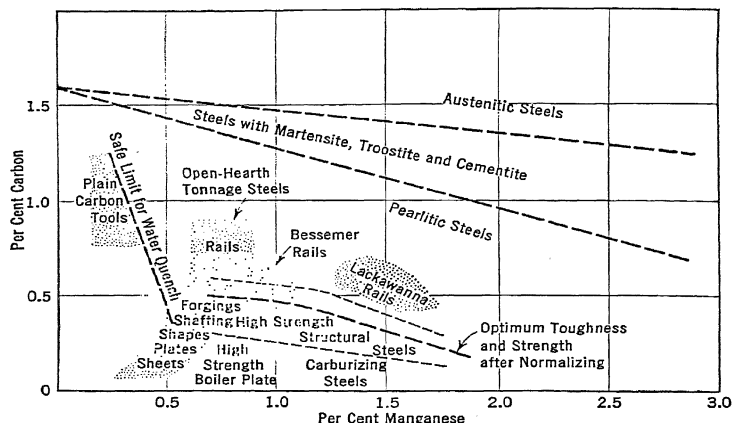 Austenitic Steels
1.5
Steels with Martensite, Troostite and Cementite
Safe Limit for Water Quench
Open-Hearth
Tonnage Steels
Plain
Carbon
Tools
1.0
Pearlitic Steels
Per Cent Carbon
Rails
Bessemer
Rails
Lackawanna
Rails
0.5
Forgings
Shafting High Strength
Shapes
Structural
Plates
High
Steels
Sheets
Strength
Carburizing
Boiler Plate
Steels
Optimum Toughness
and Strength
after Normalizing
0
0.5
1.0
1.5
2.0
2.5
3.0
Per Cent Manganese